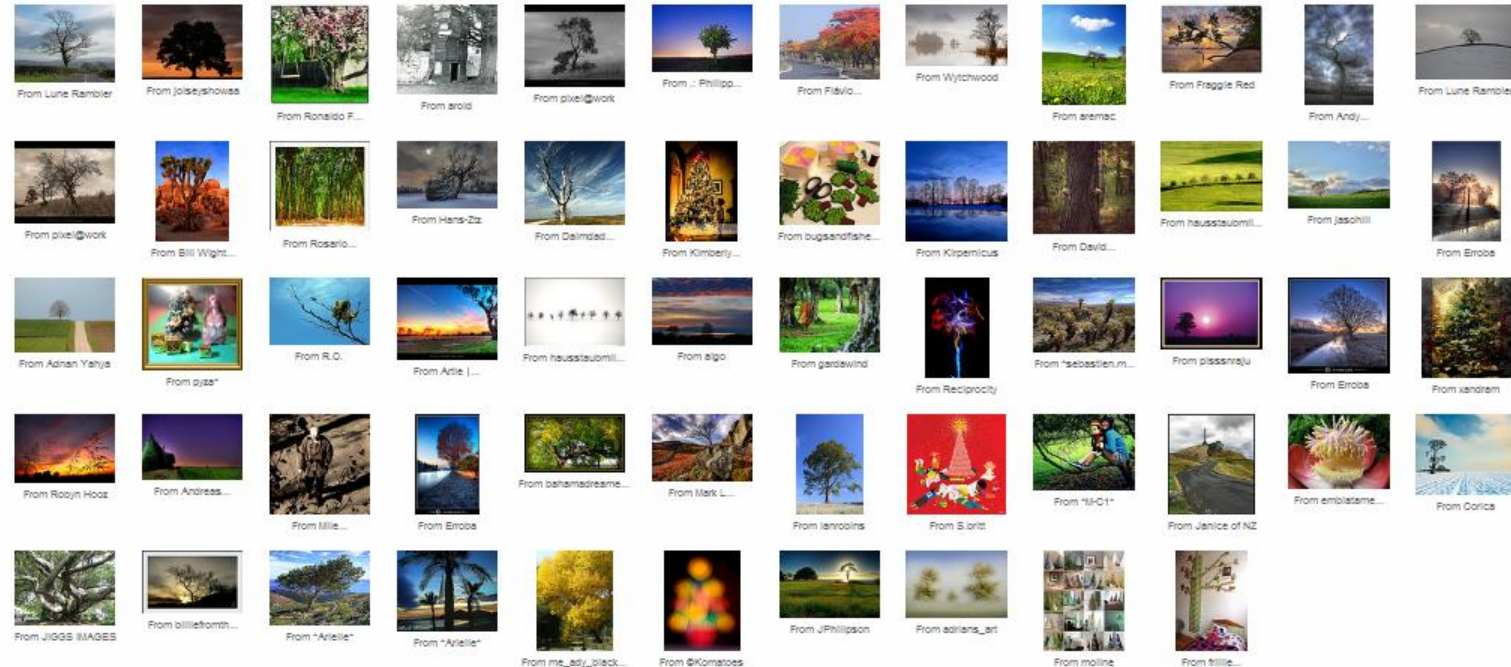 From Lune Rambler
From joiseyshowaa
From Ronaldo F...
From arold
From pixel@work
From .: Philipp...
From Flávio...
From Wytchwood
From aremac
From Fraggle Red
From Andy...
From Lune Rambler
From pixel@work
From Bill Wight...
From Rosario...
From Hans-Ztz
From Daimdad...
From Kimberly...
From bugsandfishe...
From Kirpernicus
From David...
From hausstaubmil...
From jasohill
From Erroba
From Adnan Yahya
From pyza*
From R.O.
From Artie |...
From hausstaubmil...
From algo
From gardawind
From Reciprocity
From *sebastien.m...
From pisssnraju
From Erroba
From xandram
From Robyn Hooz
From Andreas...
From Mile...
From Erroba
From bahamadreame...
From Mark L...
From ianrobins
From S.britt
From *M-C1*
From Janice of NZ
From emblatame...
From Corica
From JIGGS IMAGES
From billiefromth...
From *Arielle*
From *Arielle*
From me_ady_black...
From ©Komatoes
From JPhilipson
From adrians_art
From moline
From frillie...